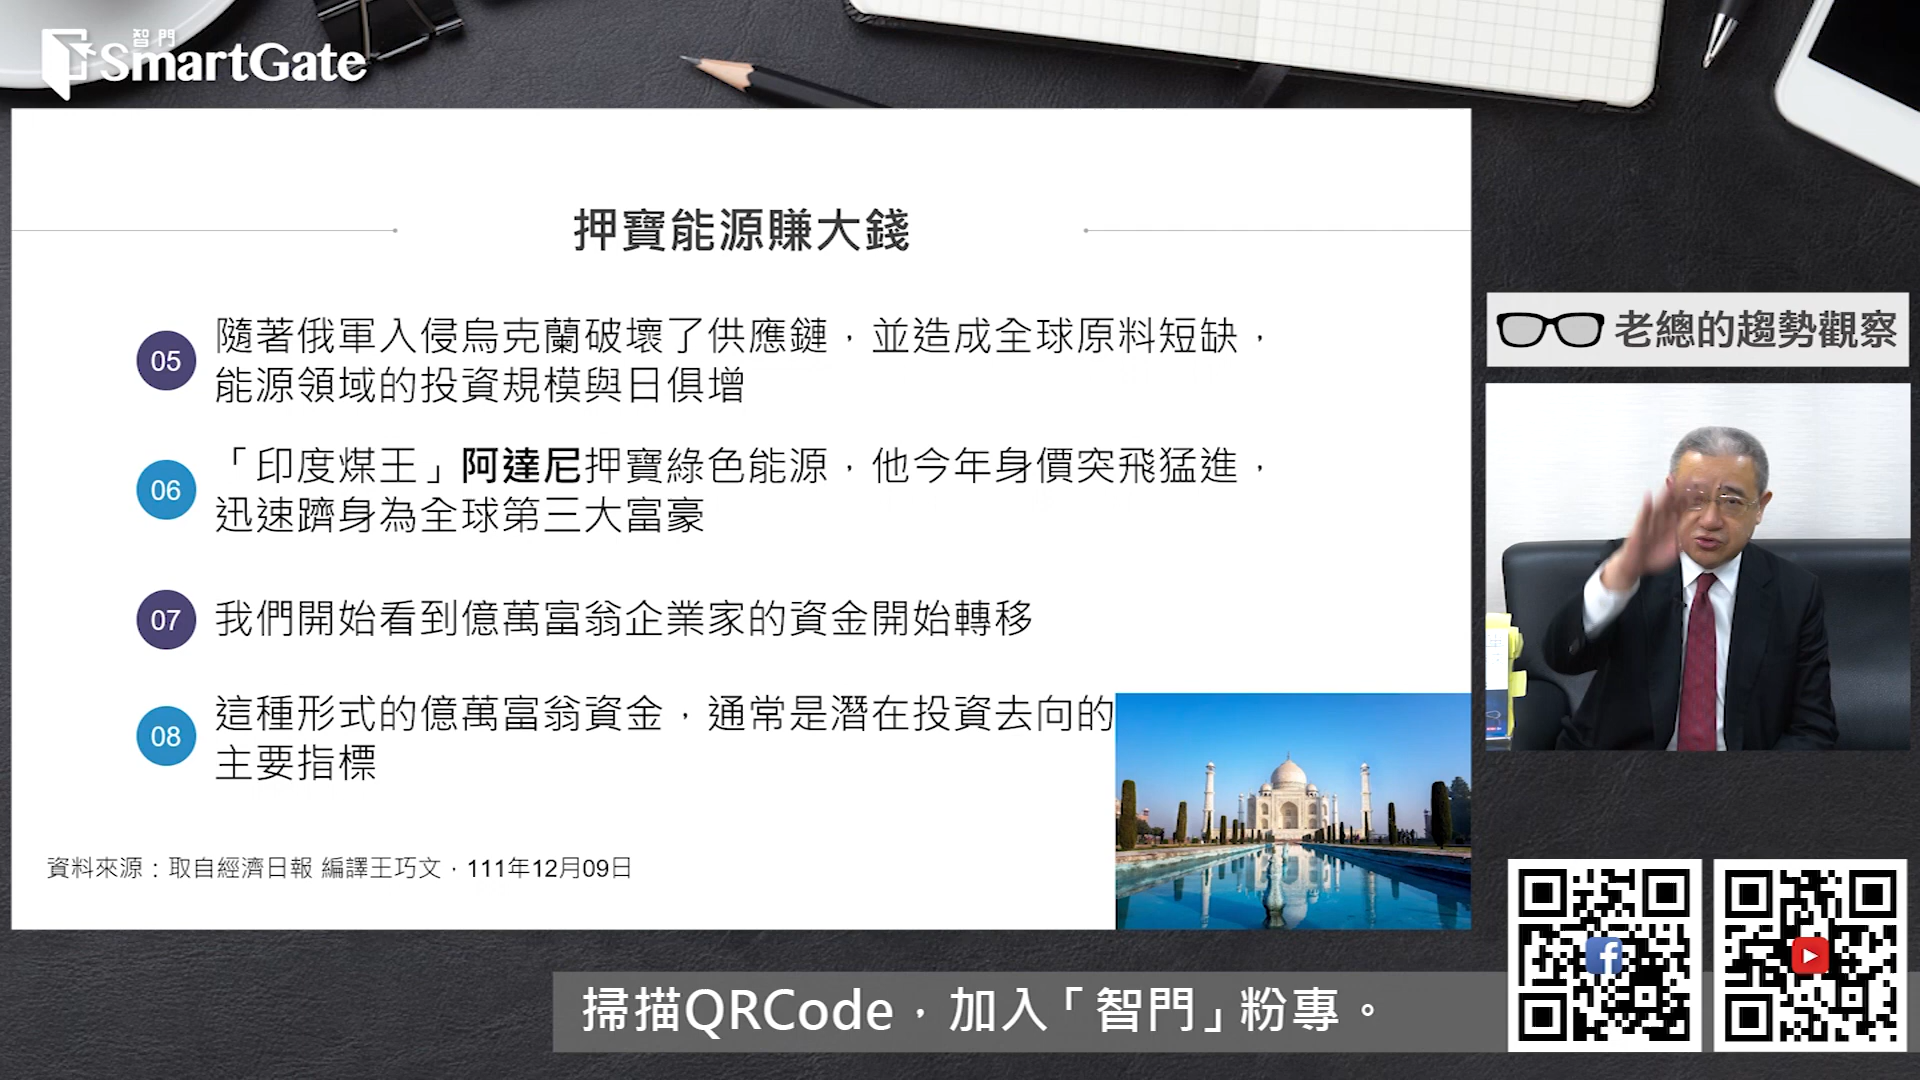 智門
SmartGate
押寶能源賺大錢
05
隨著俄軍入侵烏克蘭破壞了供應鏈，並造成全球原料短缺，
能源領域的投資規模與日俱增
06
「印度煤王」阿達尼押寶綠色能源，他今年身價突飛猛進，
迅速躋身為全球第三大富豪
07
我們開始看到億萬富翁企業家的資金開始轉移
08
這種形式的億萬富翁資金，通常是潛在投資去向的
主要指標
資料來源：取自經濟日報 編譯王巧文，111年12月09日
老總的趨勢觀察
掃描QRCode，加入「智門」粉專。